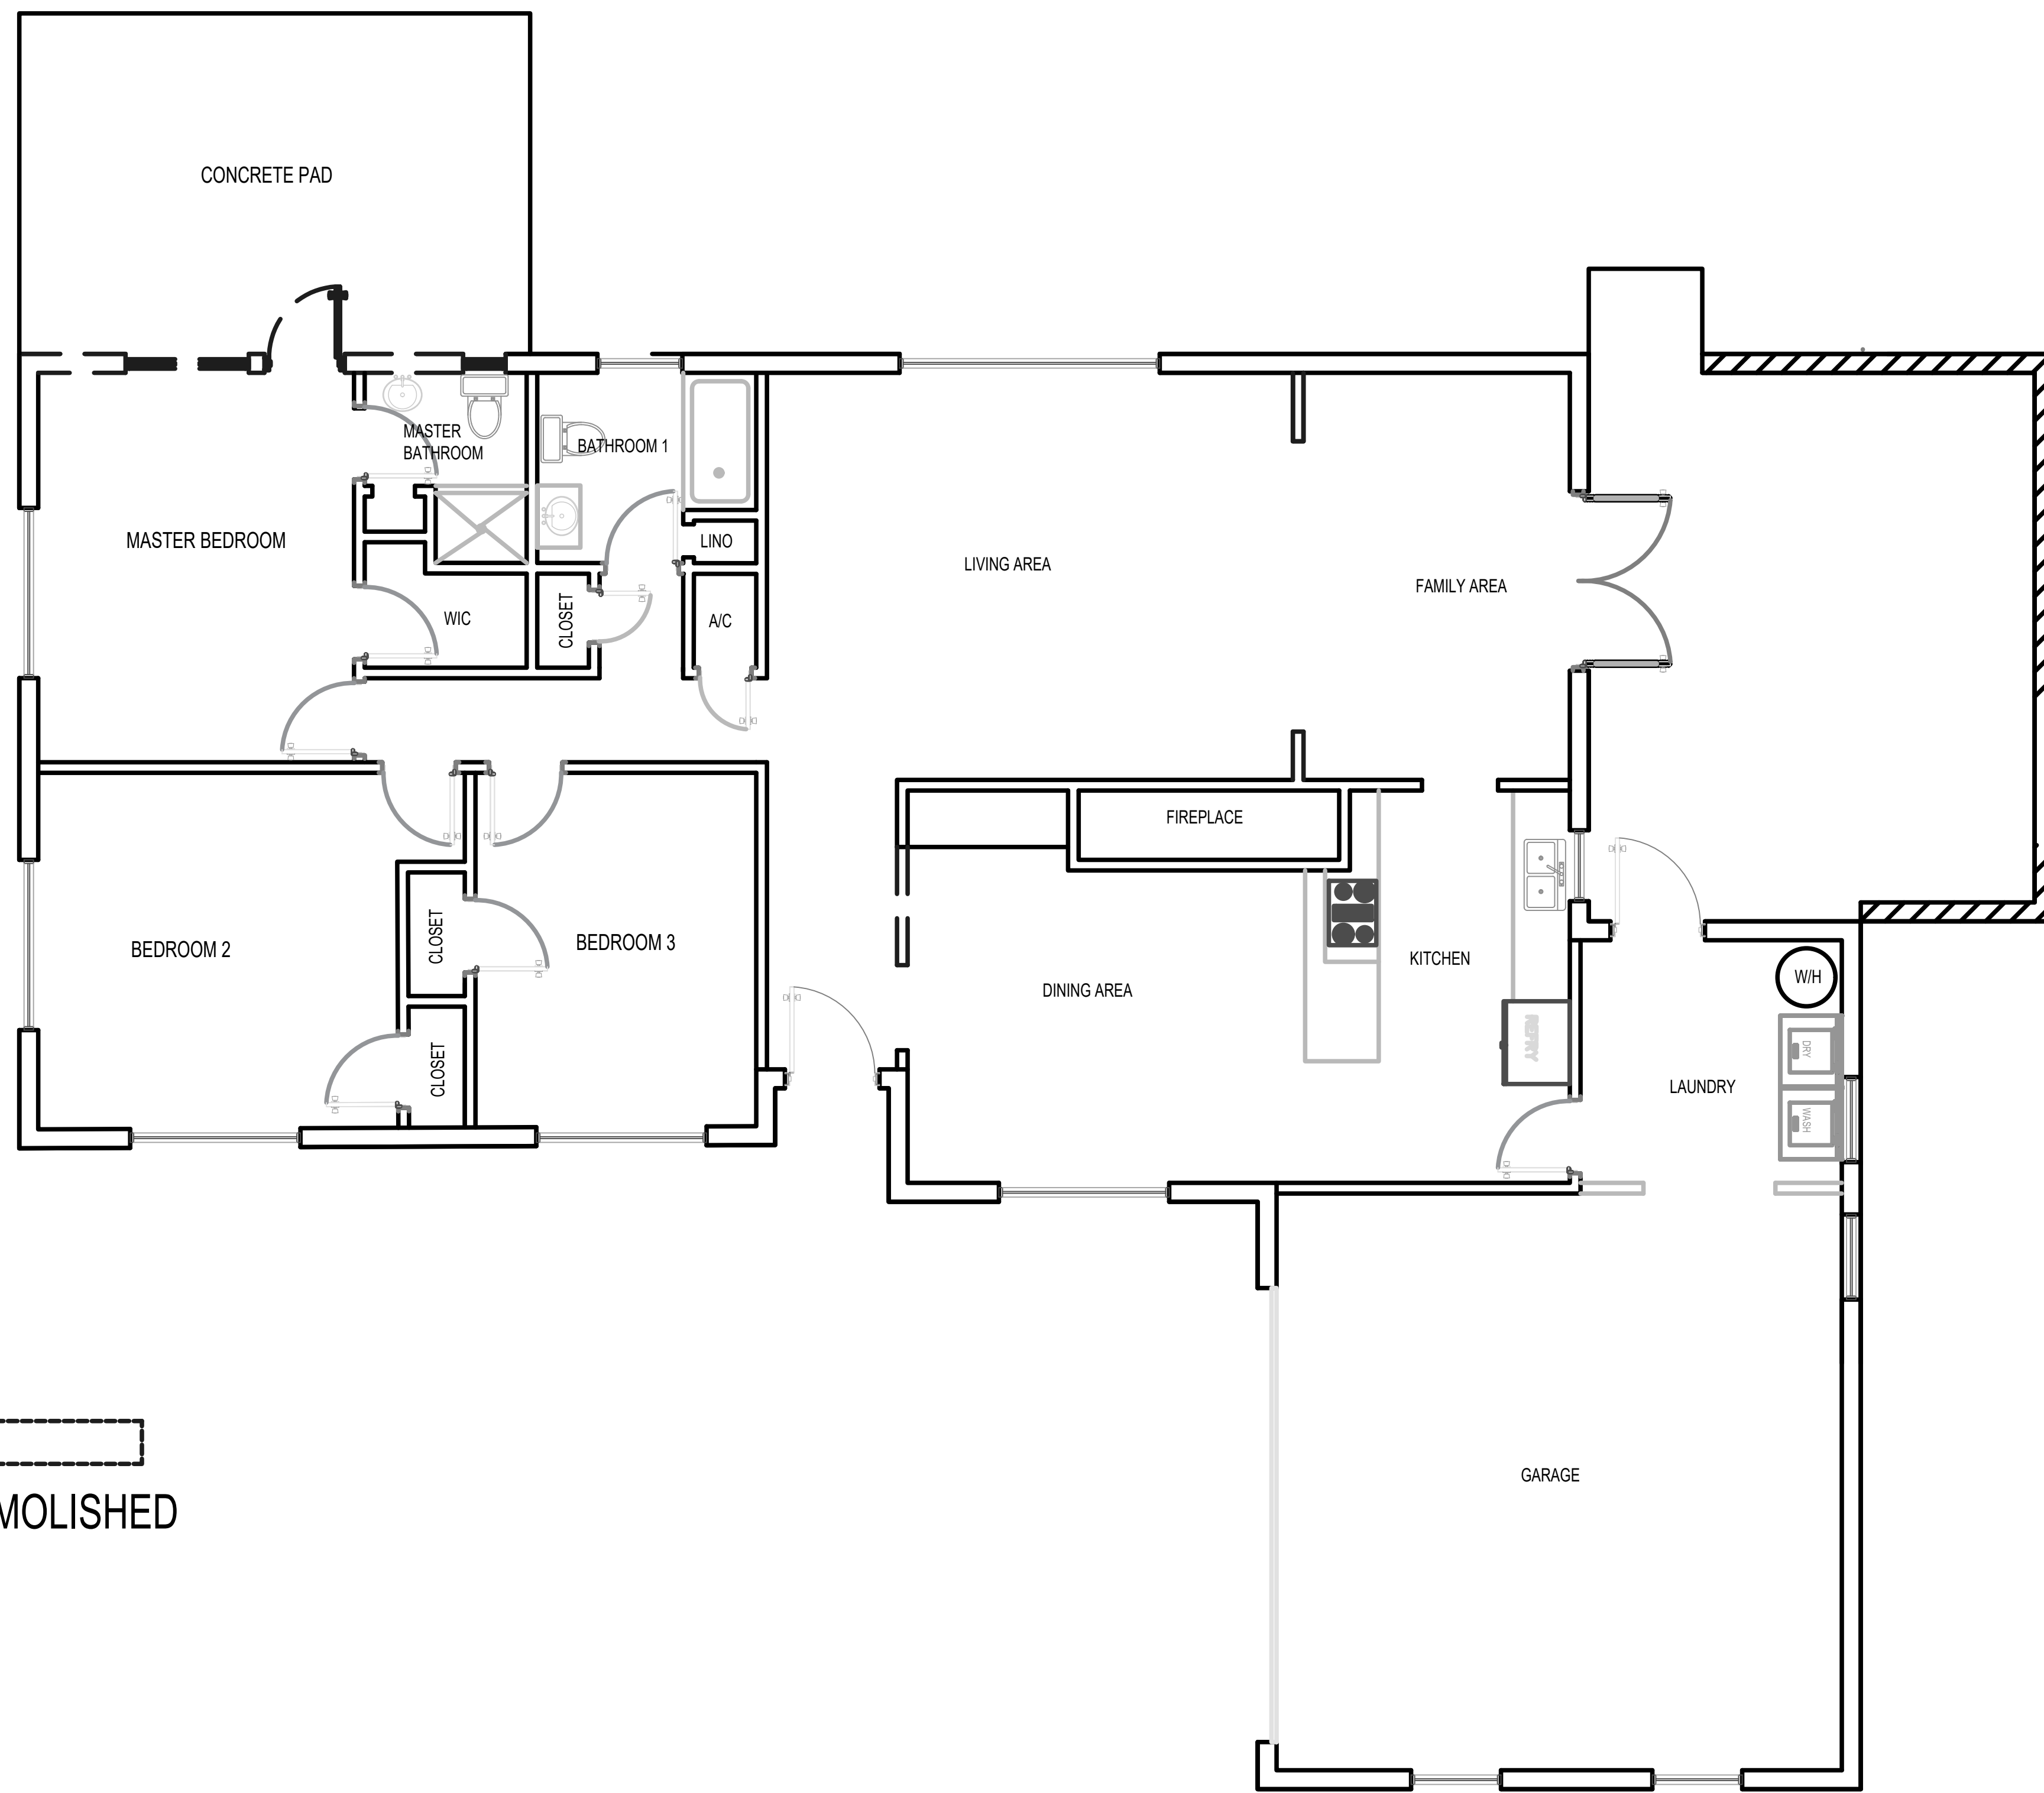 CONCRETE PAD
MASTER
BATHROOM
BATHROOM 1
MASTER BEDROOM
LINO
LIVING AREA
FAMILY AREA
WIC
CLOSET
A/C
FIREPLACE
BEDROOM 2
CLOSET
BEDROOM 3
KITCHEN
W/H
DINING AREA
REFRY
DRY
CLOSET
LAUNDRY
WASH
GARAGE
MOLISHED